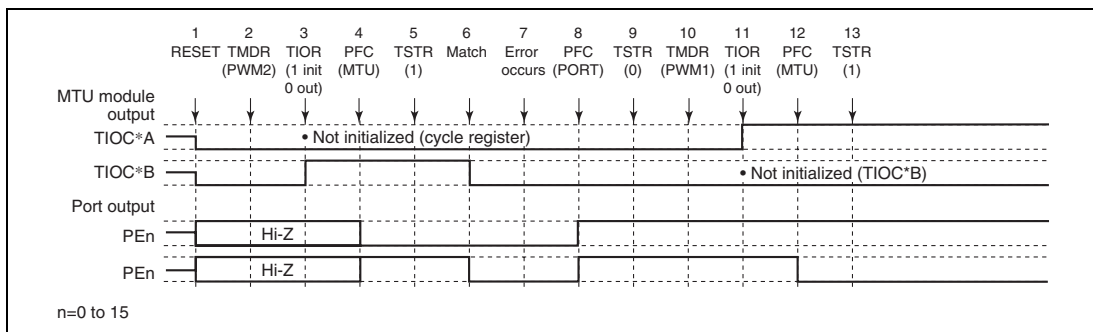 1 2 3 4 5 6 7 8 9 10 11 12 13
RESET TMDR TIOR PFC TSTR Match Error PFC TSTR TMDR TIOR PFC TSTR
(PWM2) (1 init (MTU) (1) occurs (PORT) (0) (PWM1) (1 init (MTU) (1)
0 out) 0 out)
MTU module
output
TIOC*A • Not initialized (cycle register)
TIOC*B • Not initialized (TIOC*B)
Port output
PEn Hi-Z
PEn Hi-Z
n=0 to 15